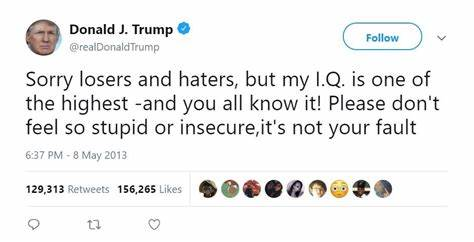 Donald J. Trump
@realDonaldTrump
Follow
Sorry losers and haters, but my I.Q. is one of
the highest -and you all know it! Please don't
feel so stupid or insecure,it's not your fault
6:37 PM - 8 May 2013
129,313 Retweets 156,265 Likes